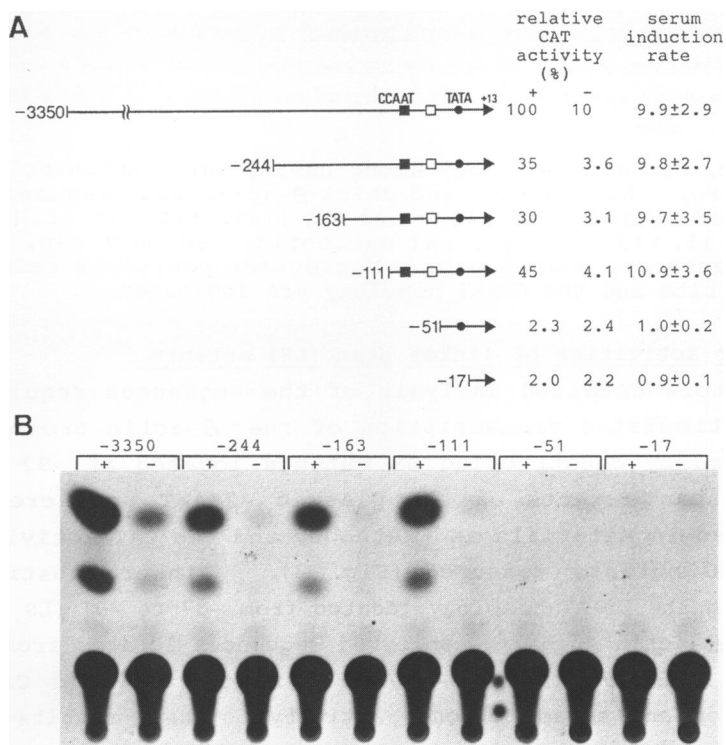 A
relative serum
CAT induction
activity rate
(%)
+ −
CCAAT TATA +13
−3350 100 10 9.9±2.9
−244 35 3.6 9.8±2.7
−163 30 3.1 9.7±3.5
−111 45 4.1 10.9±3.6
−51 2.3 2.4 1.0±0.2
−17 2.0 2.2 0.9±0.1
B
−3350 −244 −163 −111 −51 −17
+ − + − + − + − + − + −